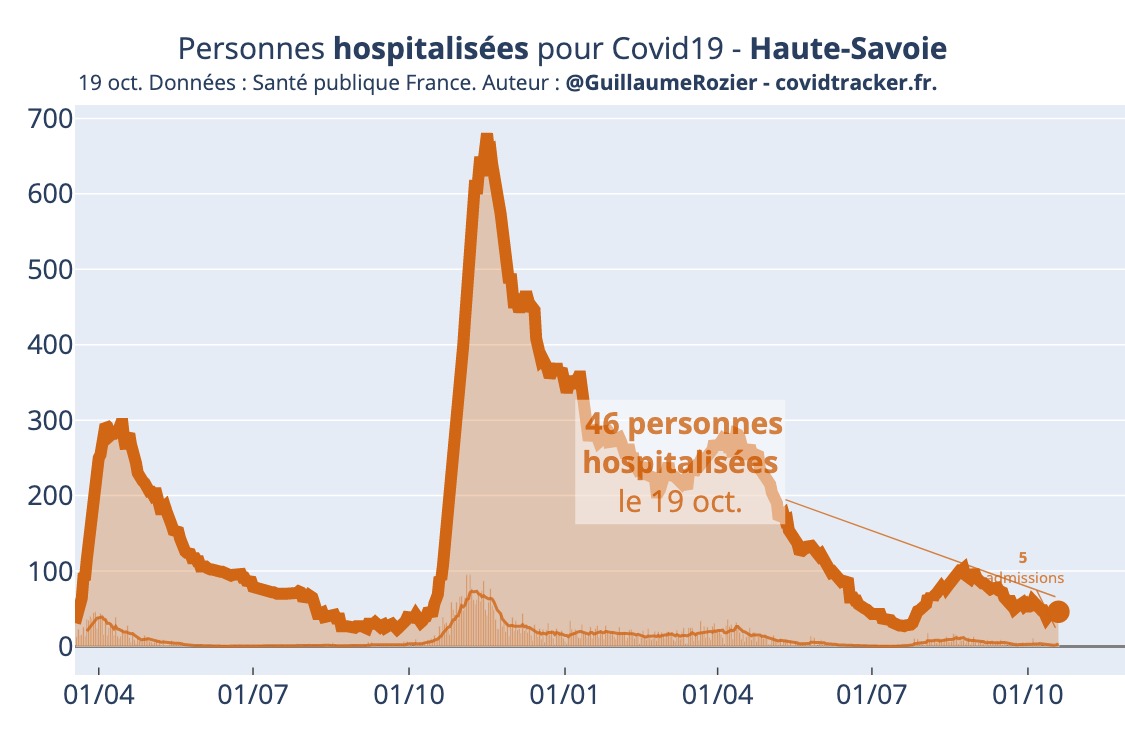 Personnes hospitalisées pour Covid19 - Haute-Savoie
19 oct. Données : Santé publique France. Auteur : @GuillaumeRozier - covidtracker.fr.
700
600
500
400
300
200
100
0
46 personnes
hospitalisées
le 19 oct.
5
admissions
01/04
01/07
01/10
01/01
01/04
01/07
01/10